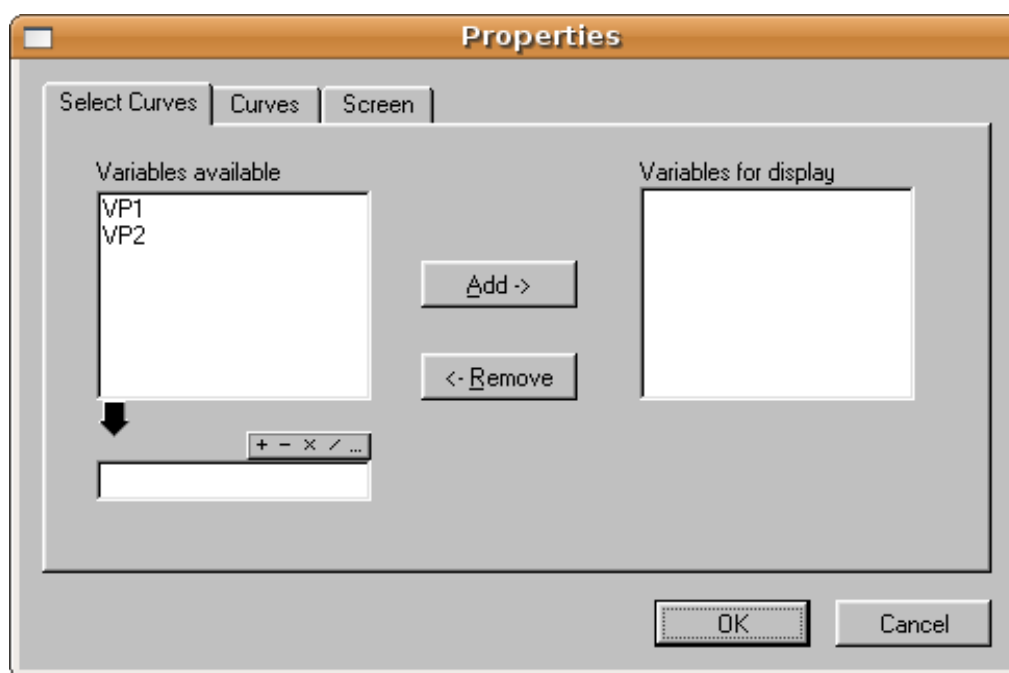 Properties
Select Curves
Curves
Screen
Variables available
Variables for display
VP1
VP2
Add ->
<- Remove
+ - × / ...
OK
Cancel